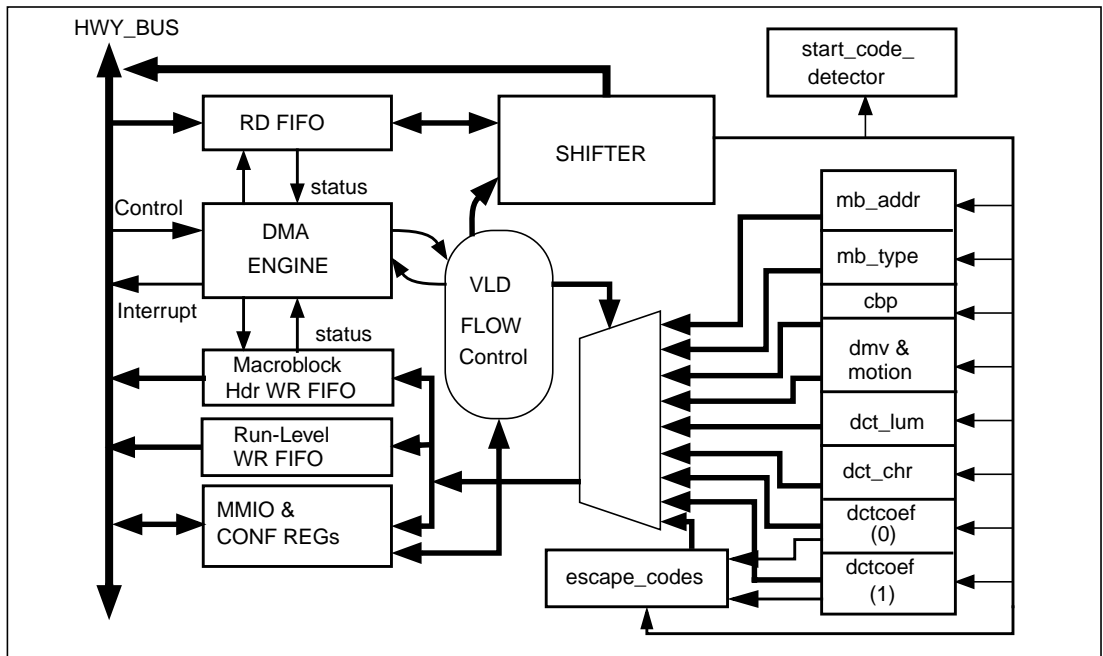 HWY_BUS
start_code_
detector
RD FIFO
SHIFTER
status
Control
DMA
ENGINE
Interrupt
status
VLD
FLOW
Control
Macroblock
Hdr WR FIFO
Run-Level
WR FIFO
MMIO &
CONF REGs
mb_addr
mb_type
cbp
dmv &
motion
dct_lum
dct_chr
dctcoef
(0)
dctcoef
(1)
escape_codes